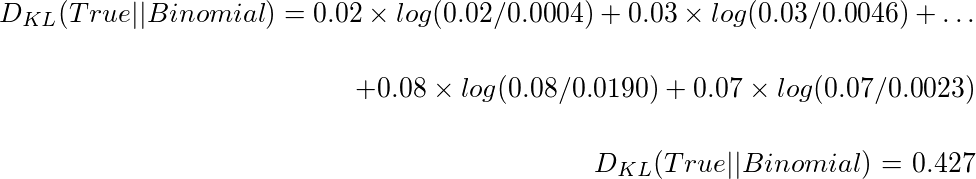 D_{KL}(True||Binomial) = 0.02 × log(0.02/0.0004) + 0.03 × log(0.03/0.0046) + …
+0.08 × log(0.08/0.0190) + 0.07 × log(0.07/0.0023)
D_{KL}(True||Binomial) = 0.427